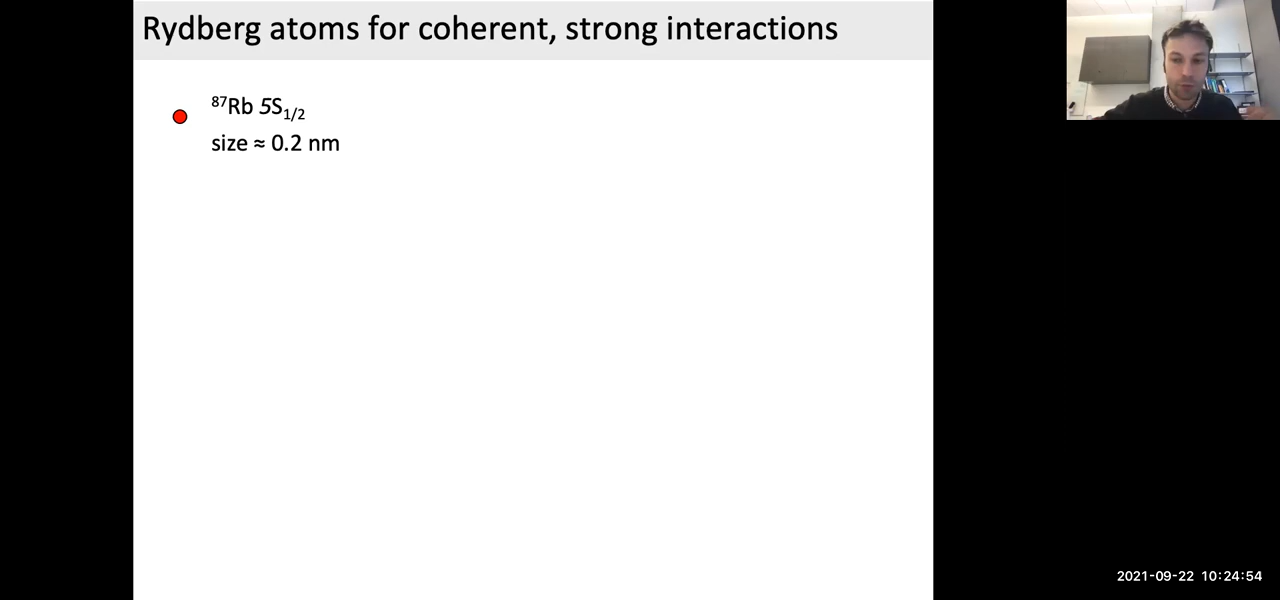 Rydberg atoms for coherent, strong interactions
⁸⁷Rb 5S₁/₂
size ≈ 0.2 nm
2021-09-22 10:24:54